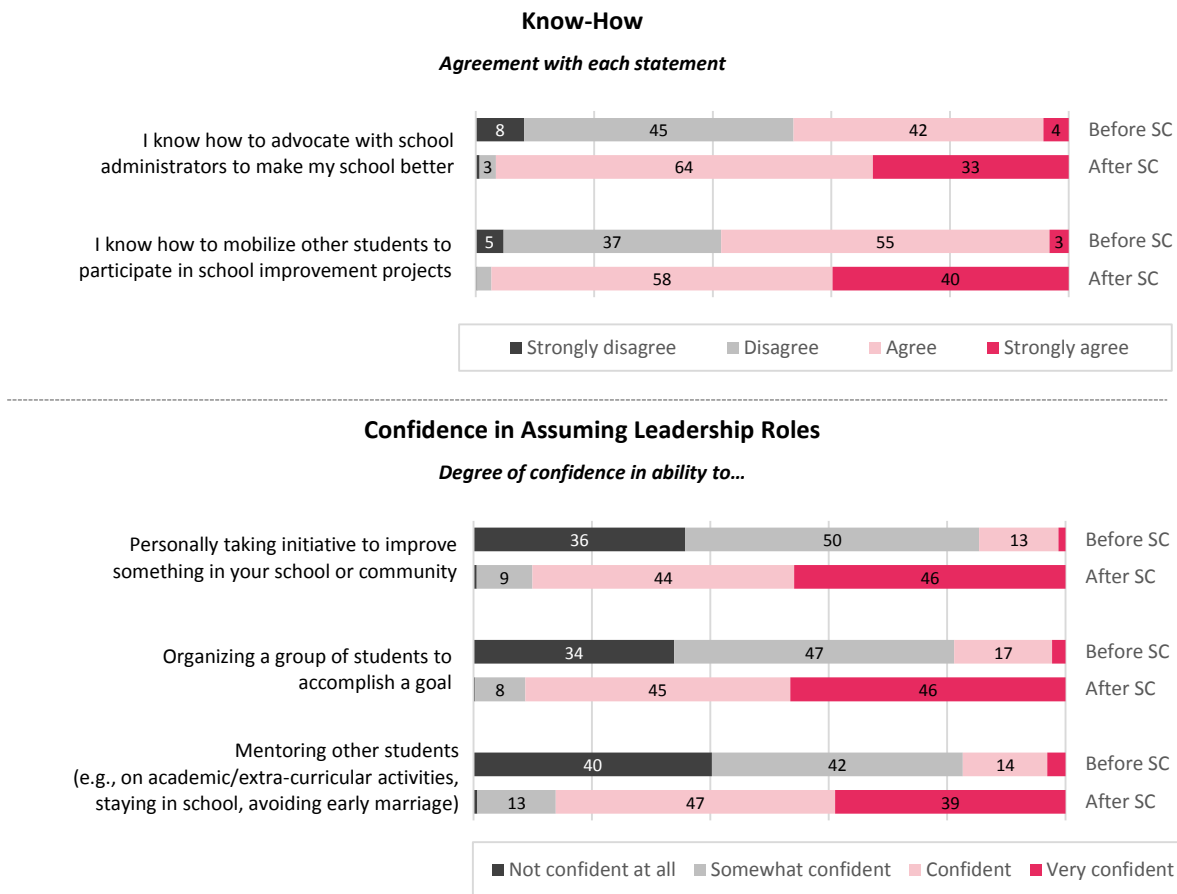 Know-How
Agreement with each statement
I know how to advocate with school
administrators to make my school better
8 45 42 4 Before SC
3 64 33 After SC
I know how to mobilize other students to
participate in school improvement projects
5 37 55 3 Before SC
58 40 After SC
Strongly disagree Disagree Agree Strongly agree
Confidence in Assuming Leadership Roles
Degree of confidence in ability to…
Personally taking initiative to improve
something in your school or community
36 50 13 Before SC
9 44 46 After SC
Organizing a group of students to
accomplish a goal
34 47 17 Before SC
8 45 46 After SC
Mentoring other students
(e.g., on academic/extra-curricular activities,
staying in school, avoiding early marriage)
40 42 14 Before SC
13 47 39 After SC
Not confident at all Somewhat confident Confident Very confident